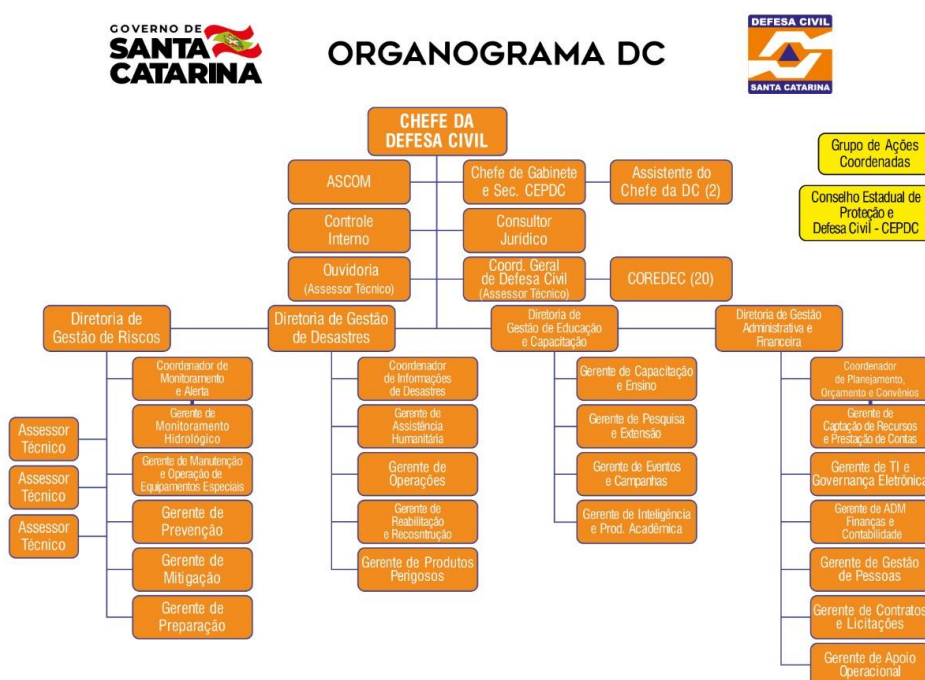 GOVERNO DE
SANTA
CATARINA
ORGANOGRAMA DC
DEFESA CIVIL
SANTA CATARINA
CHEFE DA
DEFESA CIVIL
Grupo de Ações
Coordenadas
ASCOM
Chefe de Gabinete
e Sec. CEPDC
Assistente do
Chefe da DC (2)
Conselho Estadual de
Proteção e
Defesa Civil - CEPDC
Controle
Interno
Consultor
Jurídico
Ouvidoria
(Assessor Técnico)
Coord. Geral
de Defesa Civil
(Assessor Técnico)
COREDEC (20)
Diretoria de
Gestão de Riscos
Diretoria de Gestão
de Desastres
Diretoria de
Gestão de Educação
e Capacitação
Diretoria de Gestão
Administrativa e
Financeira
Coordenador de
Monitoramento
e Alerta
Gerente de
Monitoramento
Hidrológico
Gerente de Manutenção
e Operação de
Equipamentos Especiais
Gerente de
Prevenção
Gerente de
Mitigação
Gerente de
Preparação
Assessor
Técnico
Assessor
Técnico
Assessor
Técnico
Coordenador
de Informações
de Desastres
Gerente de
Assistência
Humanitária
Gerente de
Operações
Gerente de
Reabilitação
e Recosntrução
Gerente de Produtos
Perigosos
Gerente de Capacitação
e Ensino
Gerente de Pesquisa
e Extensão
Gerente de Eventos
e Campanhas
Gerente de Inteligência
e Prod. Acadêmica
Coordenador
de Planejamento,
Orçamento e Convênios
Gerente de
Captação de Recursos
e Prestação de Contas
Gerente de TI e
Governança Eletrônica
Gerente de ADM
Finanças e
Contabilidade
Gerente de Gestão
de Pessoas
Gerente de Contratos
e Licitações
Gerente de Apoio
Operacional